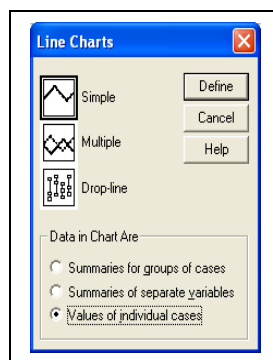 Line Charts
Simple
Define
Cancel
Multiple
Help
Drop-line
Data in Chart Are
Summaries for groups of cases
Summaries of separate variables
Values of individual cases